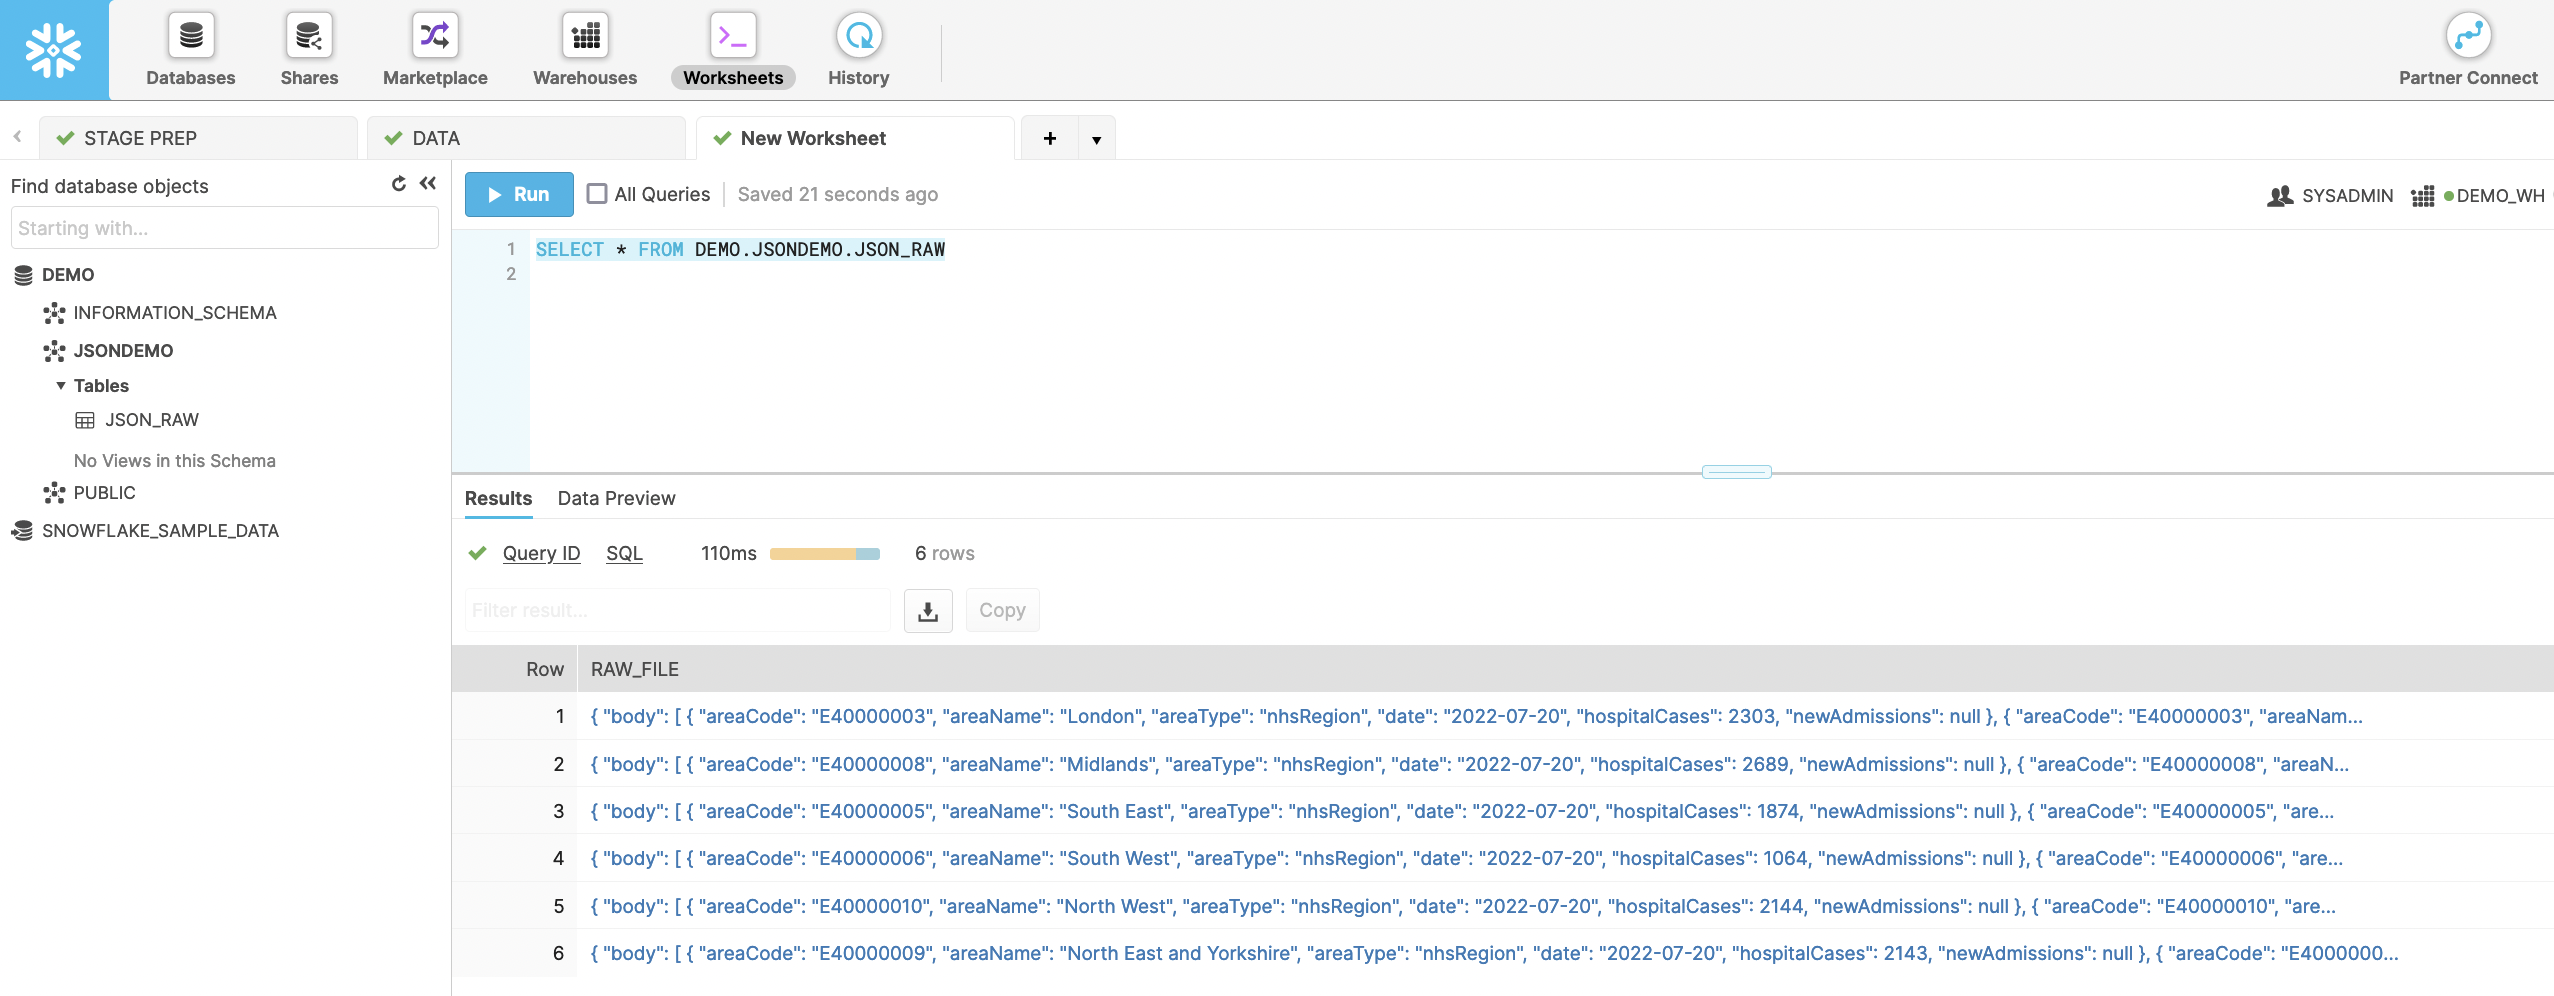 Databases
Shares
Marketplace
Warehouses
Worksheets
History
Partner Connect
STAGE PREP
DATA
New Worksheet
+
Find database objects
Starting with...
DEMO
INFORMATION_SCHEMA
JSONDEMO
Tables
JSON_RAW
No Views in this Schema
PUBLIC
SNOWFLAKE_SAMPLE_DATA
Run All Queries Saved 21 seconds ago
SYSADMIN DEMO_WH
1 SELECT * FROM DEMO.JSONDEMO.JSON_RAW
2
Results Data Preview
Query ID SQL 110ms 6 rows
Filter result... Copy
Row RAW_FILE
1 { "body": [ { "areaCode": "E40000003", "areaName": "London", "areaType": "nhsRegion", "date": "2022-07-20", "hospitalCases": 2303, "newAdmissions": null }, { "areaCode": "E40000003", "areaNam...
2 { "body": [ { "areaCode": "E40000008", "areaName": "Midlands", "areaType": "nhsRegion", "date": "2022-07-20", "hospitalCases": 2689, "newAdmissions": null }, { "areaCode": "E40000008", "areaN...
3 { "body": [ { "areaCode": "E40000005", "areaName": "South East", "areaType": "nhsRegion", "date": "2022-07-20", "hospitalCases": 1874, "newAdmissions": null }, { "areaCode": "E40000005", "are...
4 { "body": [ { "areaCode": "E40000006", "areaName": "South West", "areaType": "nhsRegion", "date": "2022-07-20", "hospitalCases": 1064, "newAdmissions": null }, { "areaCode": "E40000006", "are...
5 { "body": [ { "areaCode": "E40000010", "areaName": "North West", "areaType": "nhsRegion", "date": "2022-07-20", "hospitalCases": 2144, "newAdmissions": null }, { "areaCode": "E40000010", "are...
6 { "body": [ { "areaCode": "E40000009", "areaName": "North East and Yorkshire", "areaType": "nhsRegion", "date": "2022-07-20", "hospitalCases": 2143, "newAdmissions": null }, { "areaCode": "E4000000...